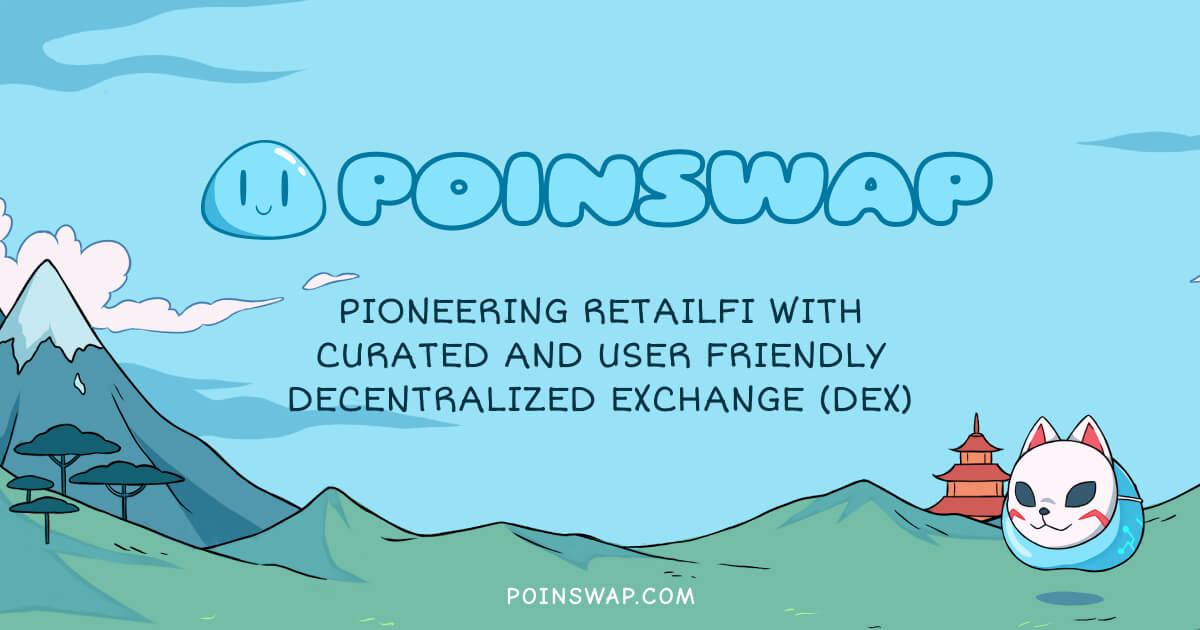 POINSWAP
PIONEERING RETAILFI WITH
CURATED AND USER FRIENDLY
DECENTRALIZED EXCHANGE (DEX)
POINSWAP.COM